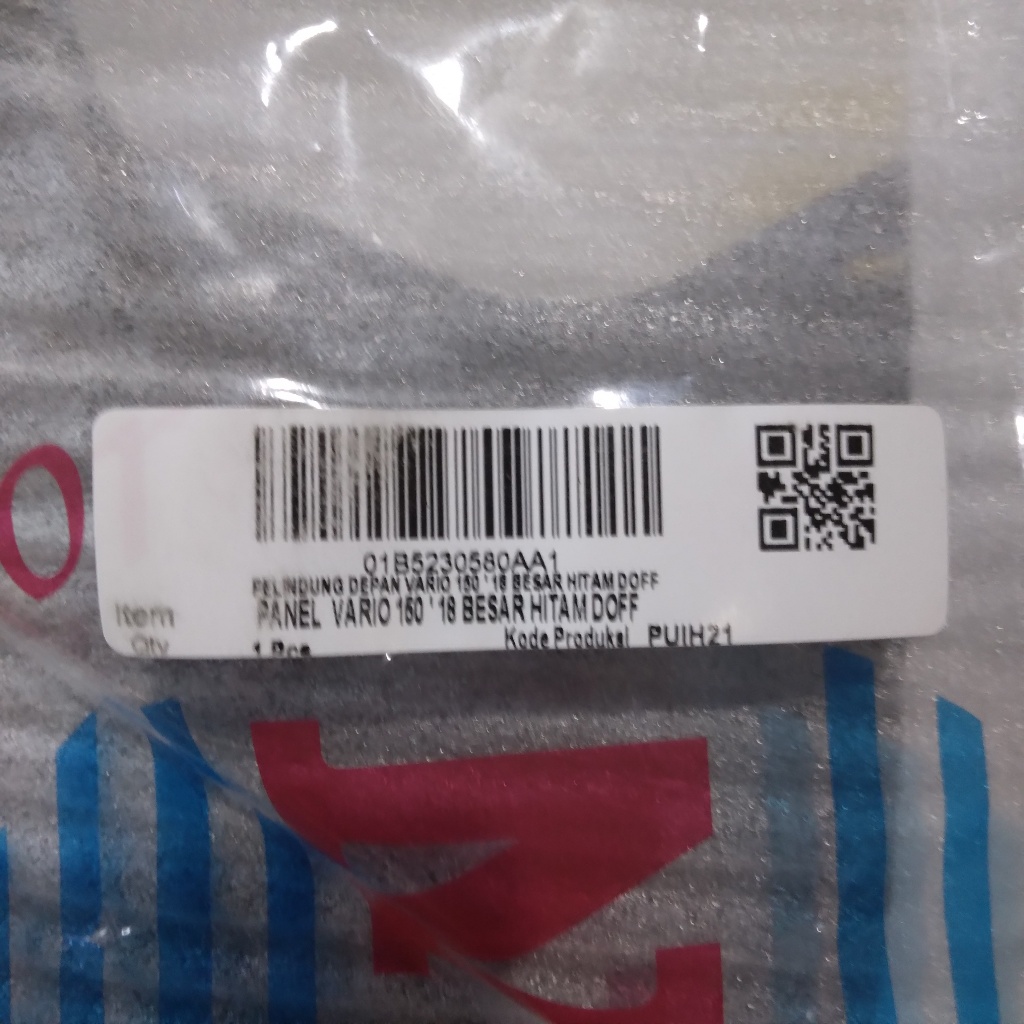 01B5230580AA1
PELINDUNG DEPAN VARIO 150 '18 BESAR HITAM DOFF
Item PANEL VARIO 150 '18 BESAR HITAM DOFF
Qty 1 Pcs Kode Produksi PUIH21